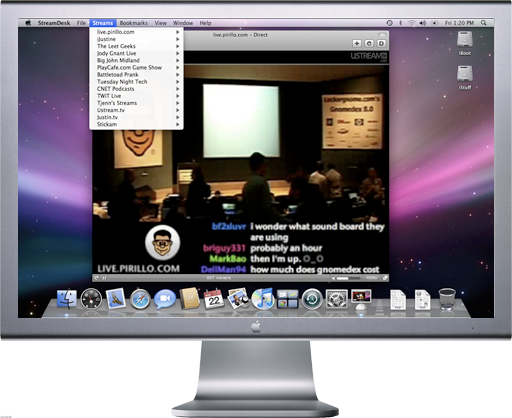 StreamDesk File Streams Bookmarks View Window Help
Fri 1:20 PM
live.pirillo.com
iJustine
The Leet Geeks
Jody Gnant Live
Big John Midland
PlayCafe.com Game Show
Battletoad Prank
Tuesday Night Tech
CNET Podcasts
TWiT Live
Tjenn's Streams
Ustream.tv
Justin.tv
Stickam
live.pirillo.com - Direct
USTREAM
Lockergnome.com's
Gnomedex 8.0
iBoot
iStuff
bf2sluvr i wonder what sound board they
are using
briguy331 probably an hour
MarkBao then i'm up. O_O
DellMan94 how much does gnomedex cost
LIVE.PIRILLO.COM
22